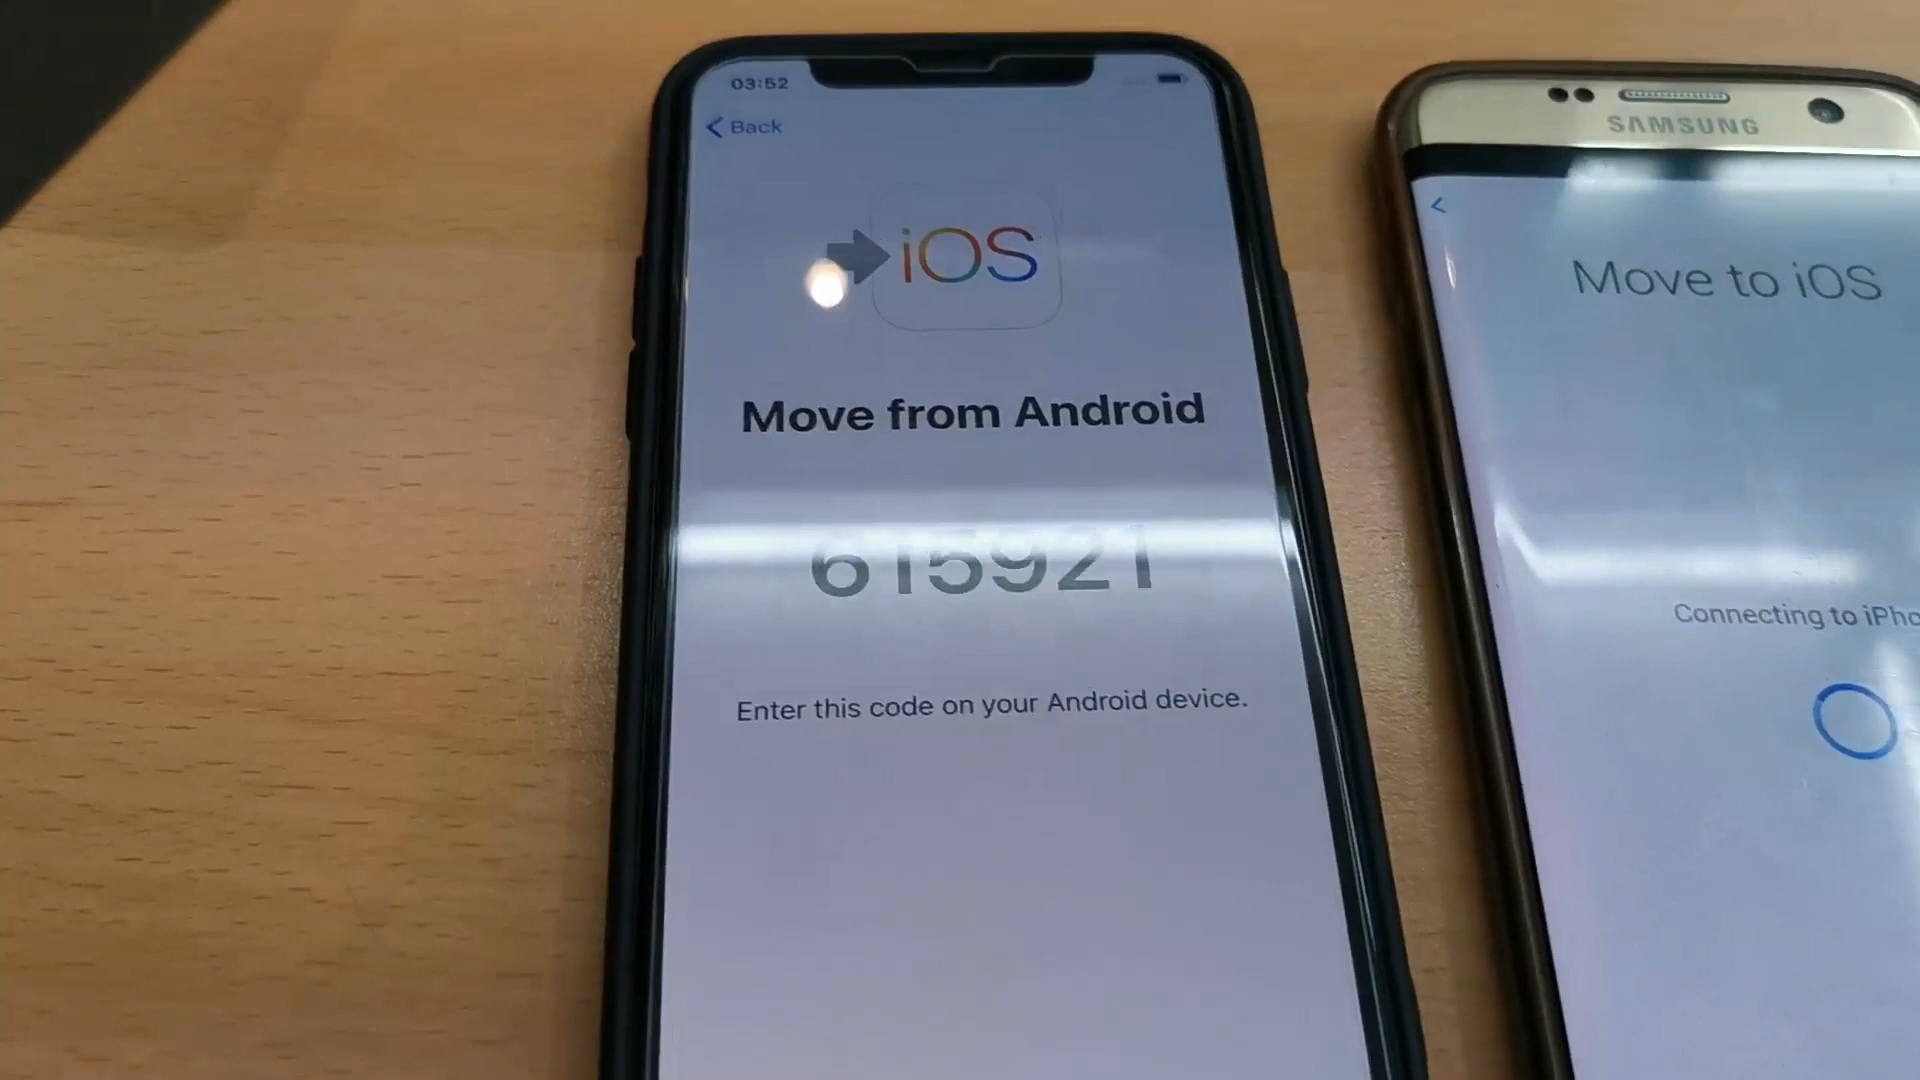 03:52
Back
iOS
Move from Android
615921
Enter this code on your Android device.
SAMSUNG
Move to iOS
Connecting to iPho